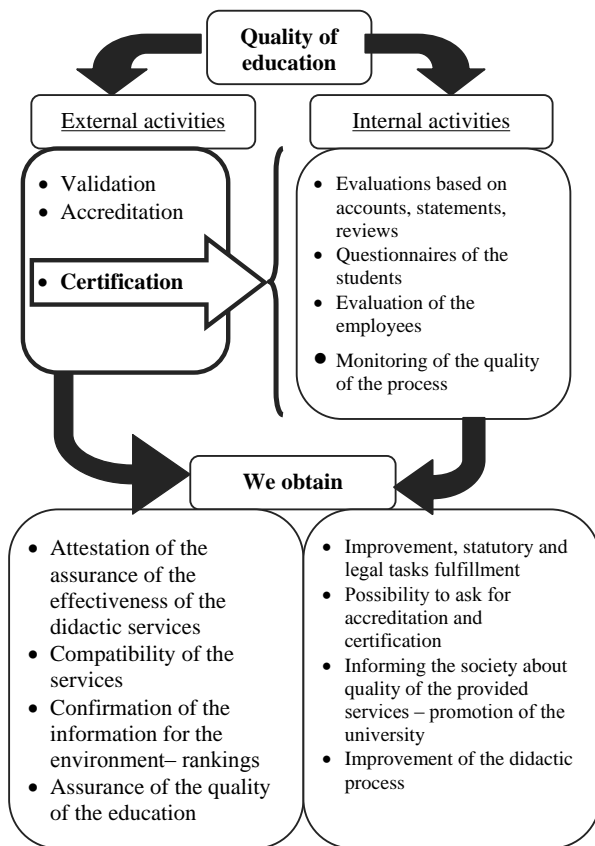 Quality of
education
External activities
Internal activities
• Validation
• Accreditation
• Certification
• Evaluations based on
accounts, statements,
reviews
• Questionnaires of the
students
• Evaluation of the
employees
• Monitoring of the quality
of the process
We obtain
• Attestation of the
assurance of the
effectiveness of the
didactic services
• Compatibility of the
services
• Confirmation of the
information for the
environment– rankings
• Assurance of the quality
of the education
• Improvement, statutory and
legal tasks fulfillment
• Possibility to ask for
accreditation and
certification
• Informing the society about
quality of the provided
services – promotion of the
university
• Improvement of the didactic
process